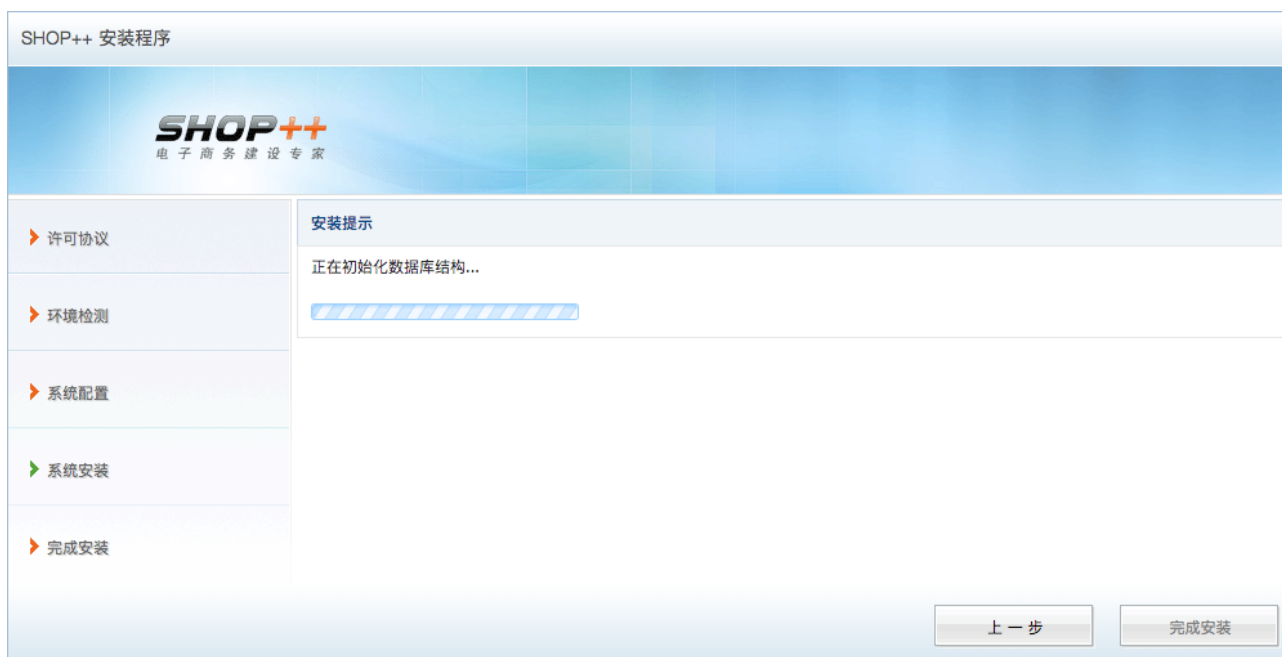 SHOP++ 安装程序
SHOP++
电子商务建设专家
许可协议
环境检测
系统配置
系统安装
完成安装
安装提示
正在初始化数据库结构...
上一步
完成安装